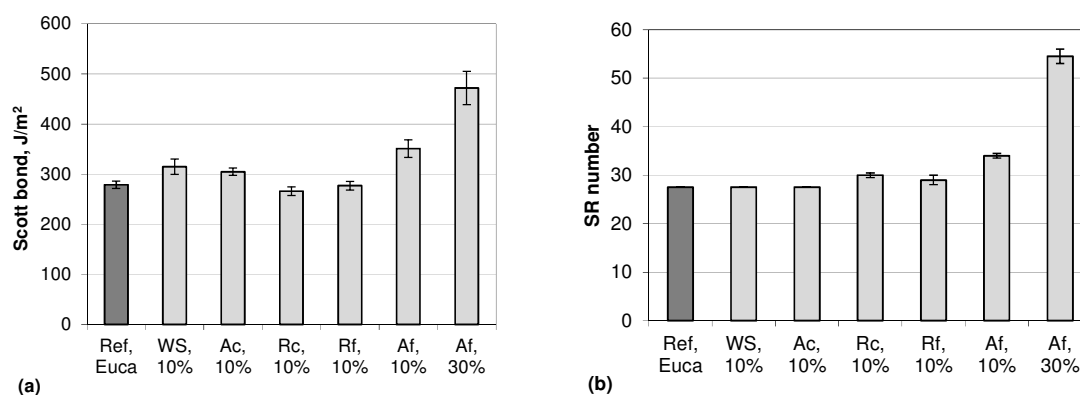 600
500
400
300
200
100
0
Scott bond, J/m²
Ref, Euca
WS, 10%
Ac, 10%
Rc, 10%
Rf, 10%
Af, 10%
Af, 30%
(a)
60
50
40
30
20
10
0
SR number
Ref, Euca
WS, 10%
Ac, 10%
Rc, 10%
Rf, 10%
Af, 10%
Af, 30%
(b)